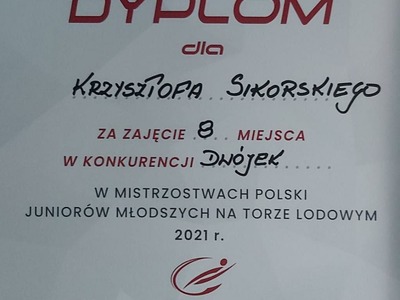 DYPLOM
dla
KRZYSZTOFA SIKORSKIEGO
ZA ZAJĘCIE 8 MIEJSCA
W KONKURENCJI DWÓJEK
W MISTRZOSTWACH POLSKI
JUNIORÓW MŁODSZYCH NA TORZE LODOWYM
2021 r.